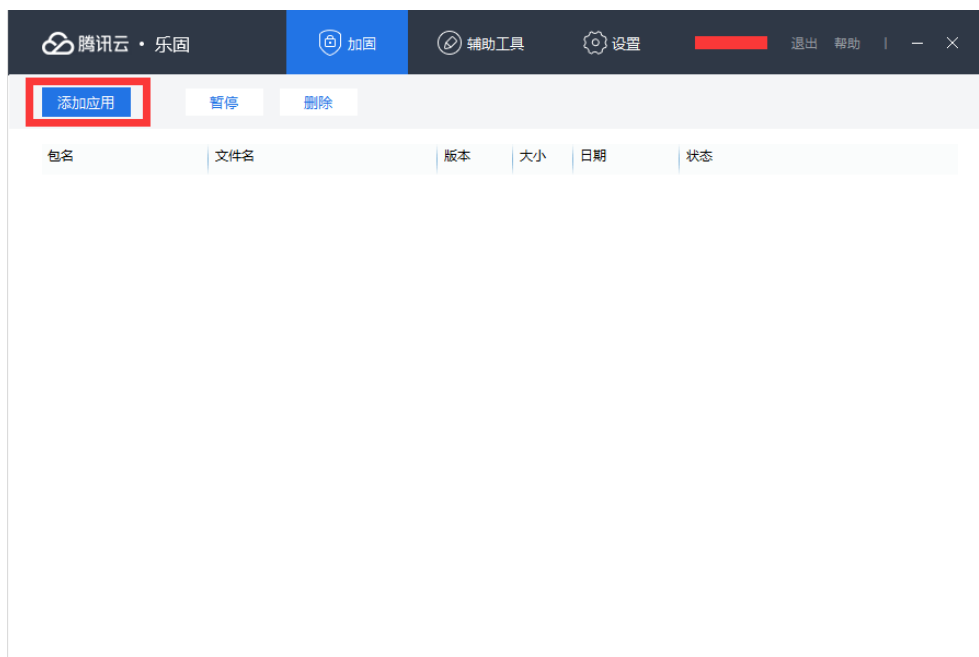 腾讯云·乐固 加固 辅助工具 设置 退出 帮助
添加应用 暂停 删除
包名 文件名 版本 大小 日期 状态